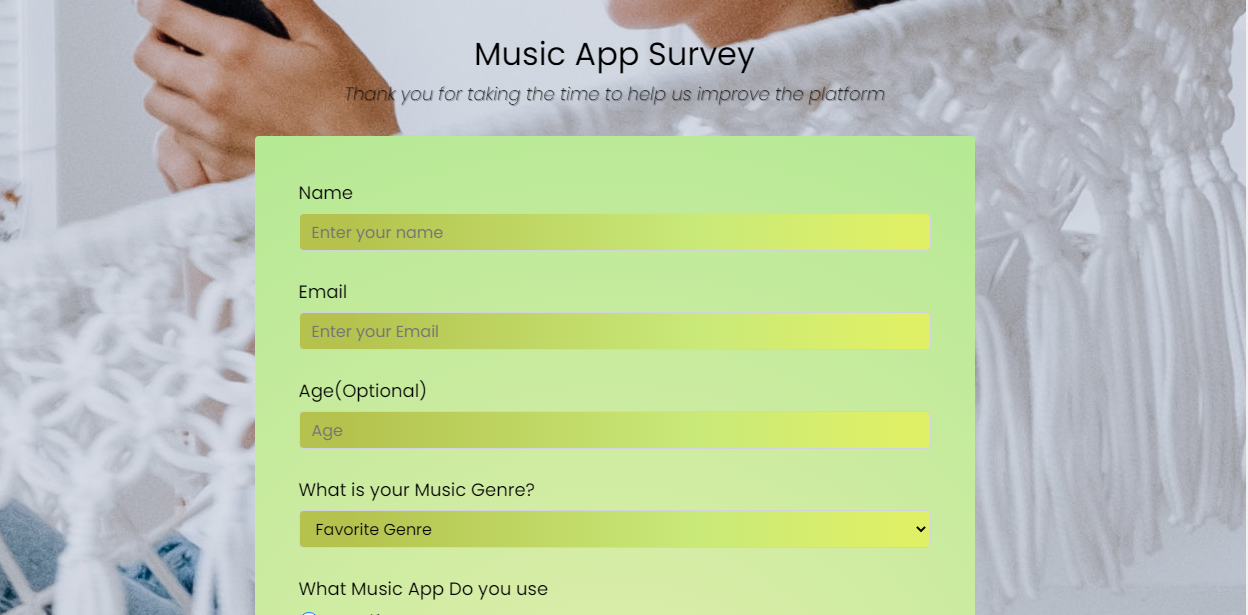 Music App Survey
Thank you for taking the time to help us improve the platform
Name
Enter your name
Email
Enter your Email
Age(Optional)
Age
What is your Music Genre?
Favorite Genre
What Music App Do you use